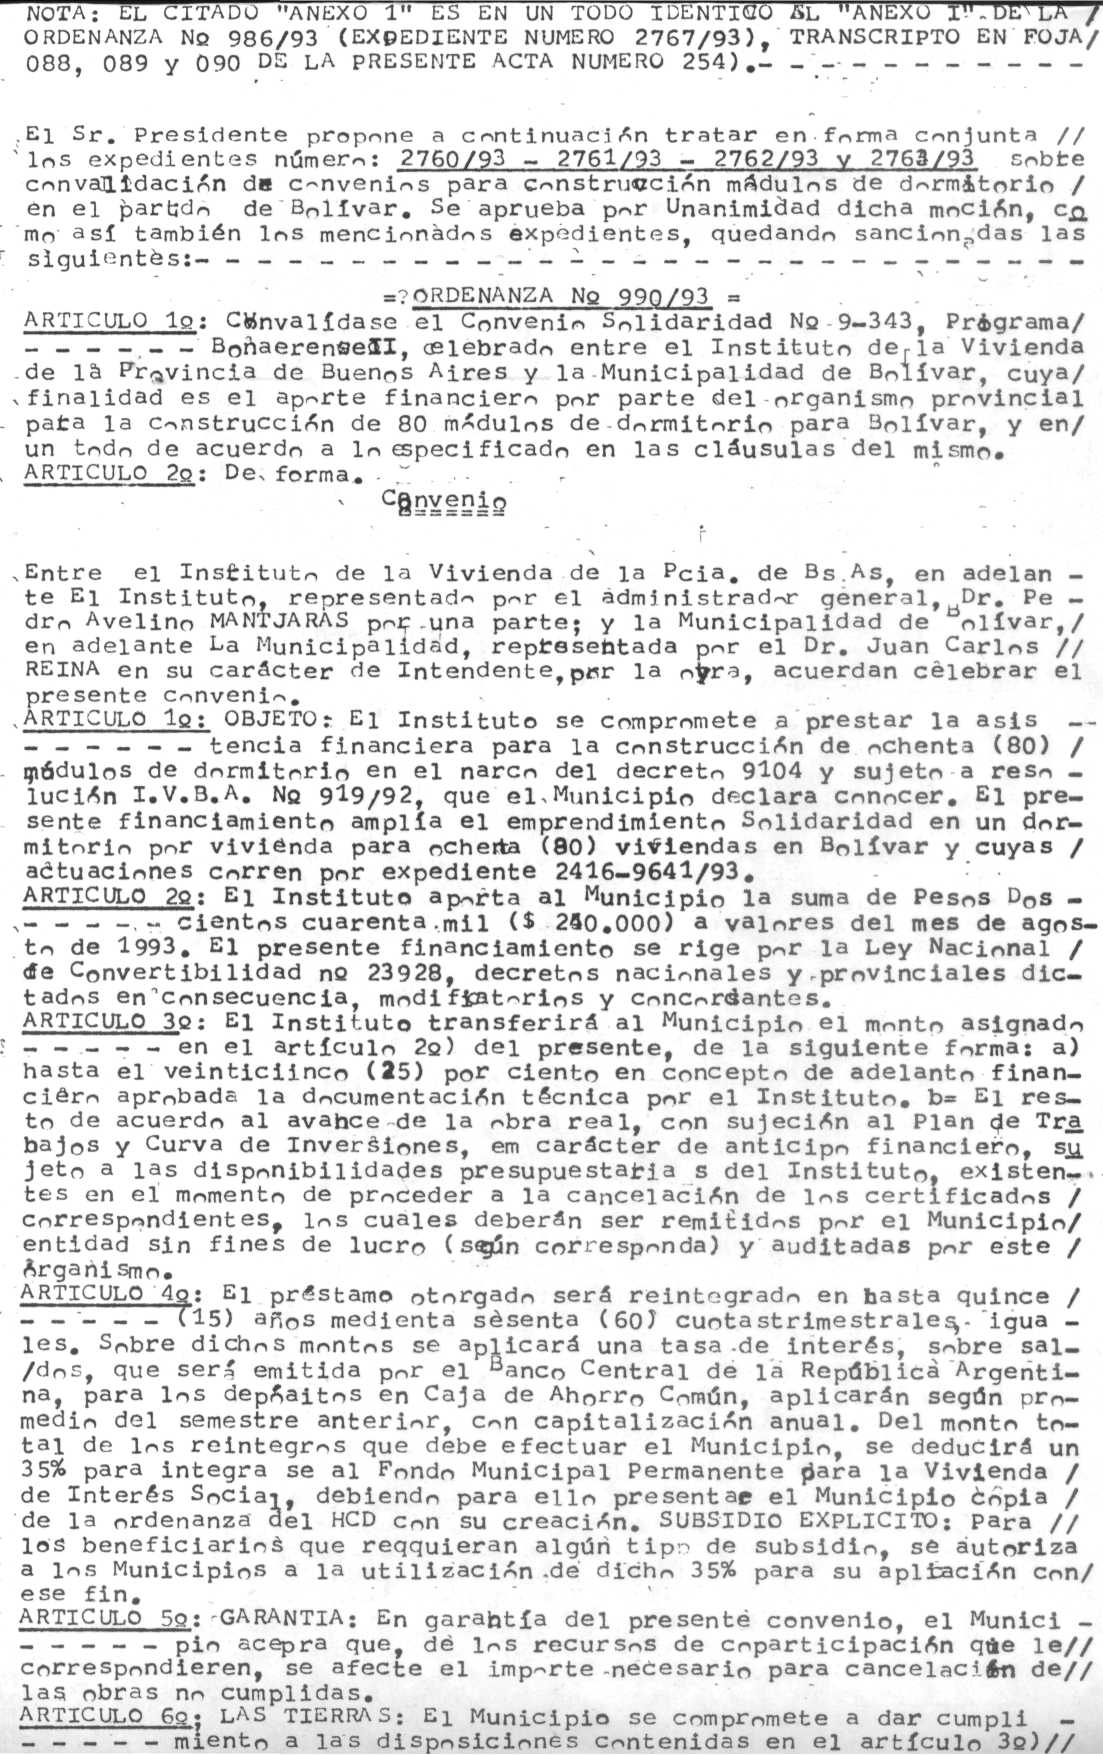 NOTA: EL CITADO "ANEXO 1" ES EN UN TODO IDENTICO AL "ANEXO I" DE LA /
ORDENANZA Nº 986/93 (EXPEDIENTE NUMERO 2767/93), TRANSCRIPTO EN FOJA/
088, 089 y 090 DE LA PRESENTE ACTA NUMERO 254).- - - - - - - - - - -
El Sr. Presidente propone a continuación tratar en forma conjunta //
los expedientes número: 2760/93 - 2761/93 - 2762/93 y 2763/93 sobre
convalidación de convenios para construcción módulos de dormitorio /
en el partido de Bolívar. Se aprueba por Unanimidad dicha moción, co
mo así también los mencionados expedientes, quedando sancionadas las
siguientes:- - - - - - - - - - - - - - - - - - - - - - - - - - - -
=?ORDENANZA Nº 990/93 =
ARTICULO 1º: Convalídase el Convenio Solidaridad Nº 9-343, Programa/
- - - - - - Bonaerense II, celebrado entre el Instituto de la Vivienda
de la Provincia de Buenos Aires y la Municipalidad de Bolívar, cuya/
finalidad es el aporte financiero por parte del organismo provincial
para la construcción de 80 módulos de dormitorio para Bolívar, y en/
un todo de acuerdo a lo especificado en las cláusulas del mismo.
ARTICULO 2º: De forma.
Convenio
=======
Entre el Instituto de la Vivienda de la Pcia. de Bs.As, en adelan -
te El Instituto, representado por el administrador general, Dr. Pe -
dro Avelino MANTJARAS por una parte; y la Municipalidad de Bolívar,/
en adelante La Municipalidad, representada por el Dr. Juan Carlos //
REINA en su carácter de Intendente, por la oyra, acuerdan celebrar el
presente convenio.
ARTICULO 1º: OBJETO: El Instituto se compromete a prestar la asis --
- - - - - - tencia financiera para la construcción de ochenta (80) /
módulos de dormitorio en el narco del decreto 9104 y sujeto a reso -
lución I.V.B.A. Nº 919/92, que el Municipio declara conocer. El pre-
sente financiamiento amplía el emprendimiento Solidaridad en un dor-
mitorio por vivienda para ochenta (80) viviendas en Bolívar y cuyas /
actuaciones corren por expediente 2416-9641/93.
ARTICULO 2º: El Instituto aporta al Municipio la suma de Pesos Dos -
- - - - - - cientos cuarenta mil ($ 240.000) a valores del mes de agos-
to de 1993. El presente financiamiento se rige por la Ley Nacional /
de Convertibilidad nº 23928, decretos nacionales y provinciales dic-
tados en consecuencia, modificatorios y concordantes.
ARTICULO 3º: El Instituto transferirá al Municipio el monto asignado
- - - - - en el artículo 2º) del presente, de la siguiente forma: a)
hasta el veinticiinco (25) por ciento en concepto de adelanto finan-
ciero aprobada la documentación técnica por el Instituto. b= El res-
to de acuerdo al avance de la obra real, con sujeción al Plan de Tra
bajos y Curva de Inversiones, em carácter de anticipo financiero, su
jeto a las disponibilidades presupuestaria s del Instituto, existen-
tes en el momento de proceder a la cancelación de los certificados /
correspondientes, los cuales deberán ser remitidos por el Municipio/
entidad sin fines de lucro (según corresponda) y auditadas por este /
órganismo.
ARTICULO 4º: El préstamo otorgado será reintegrado en hasta quince /
- - - - - (15) años medienta sesenta (60) cuotastrimestrales, igua -
les. Sobre dichos montos se aplicará una tasa de interés, sobre sal-
/dos, que será emitida por el Banco Central de la República Argenti-
na, para los depóaitos en Caja de Ahorro Común, aplicarán según pro-
medio del semestre anterior, con capitalización anual. Del monto to-
tal de los reintegros que debe efectuar el Municipio, se deducirá un
35% para integra se al Fondo Municipal Permanente para la Vivienda /
de Interés Social, debiendo para ello presentar el Municipio copia /
de la ordenanza del HCD con su creación. SUBSIDIO EXPLICITO: Para //
los beneficiarios que reqquieran algún tipo de subsidio, se autoriza
a los Municipios a la utilización de dicho 35% para su aplicación con/
ese fin.
ARTICULO 5º: GARANTIA: En garantía del presente convenio, el Munici -
- - - - - pio acepra que, de los recursos de coparticipación que le//
correspondieren, se afecte el importe necesario para cancelación de//
las obras no cumplidas.
ARTICULO 6º: LAS TIERRAS: El Municipio se compromete a dar cumpli -
- - - - - miento a las disposiciones contenidas en el artículo 3º)//